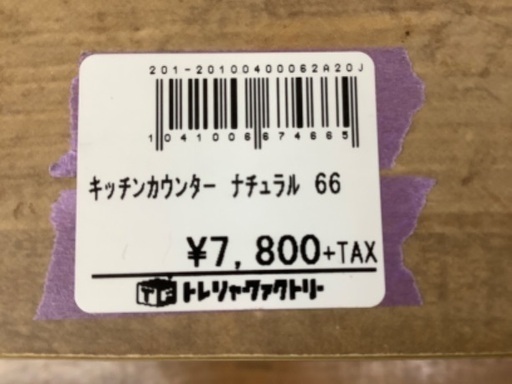 201-20100400062A20J
1041006674665
キッチンカウンター ナチュラル 66
¥7,800+TAX
TF トレジャーファクトリー